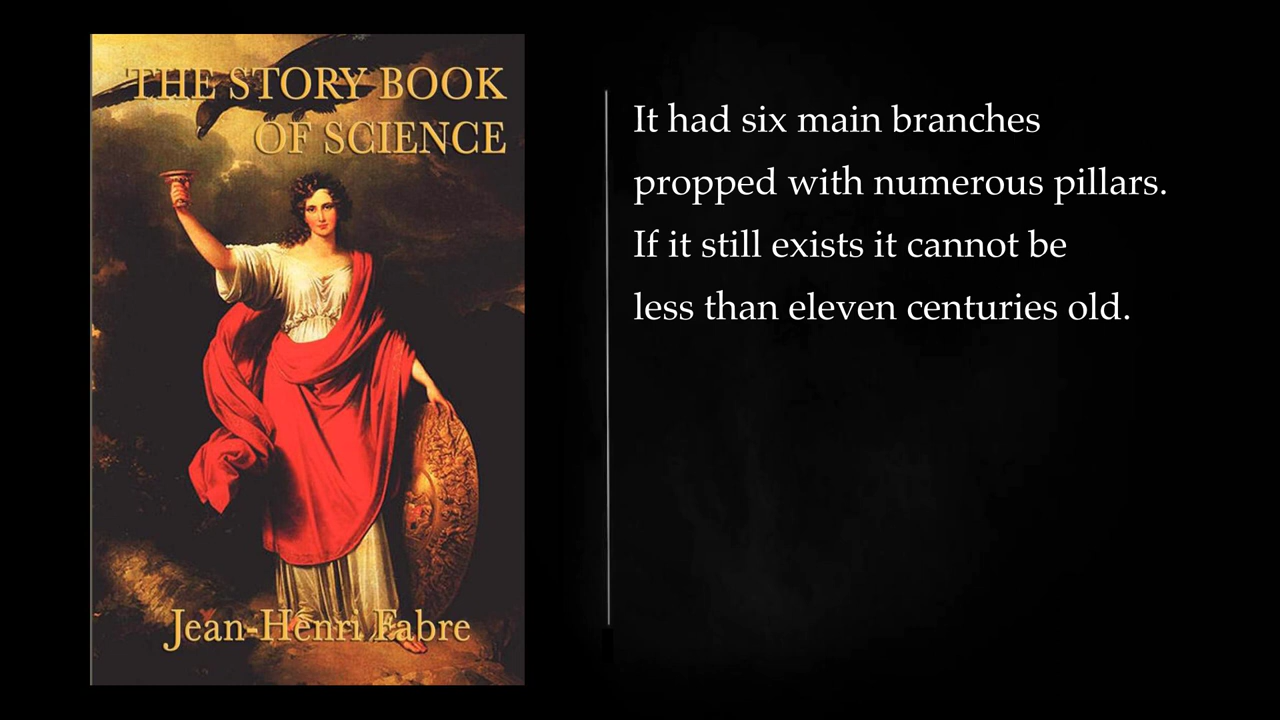 THE STORY BOOK
OF SCIENCE
Jean-Henri Fabre
It had six main branches
propped with numerous pillars.
If it still exists it cannot be
less than eleven centuries old.